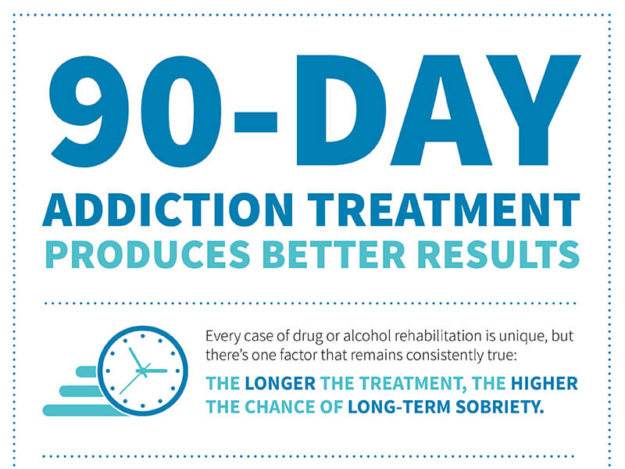 90-DAY
ADDICTION TREATMENT
PRODUCES BETTER RESULTS
Every case of drug or alcohol rehabilitation is unique, but
there's one factor that remains consistently true:
THE LONGER THE TREATMENT, THE HIGHER
THE CHANCE OF LONG-TERM SOBRIETY.